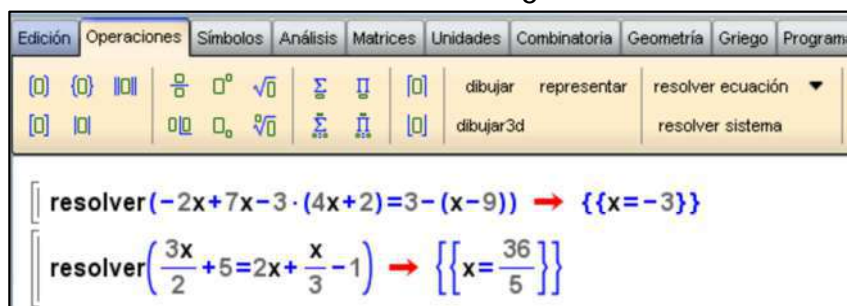 Edición Operaciones Símbolos Análisis Matrices Unidades Combinatoria Geometría Griego Program
dibujar representar resolver ecuación
dibujar3d resolver sistema
resolver(-2x+7x-3·(4x+2)=3-(x-9)) → {{x=-3}}
resolver(3x/2+5=2x+x/3-1) → {{x=36/5}}